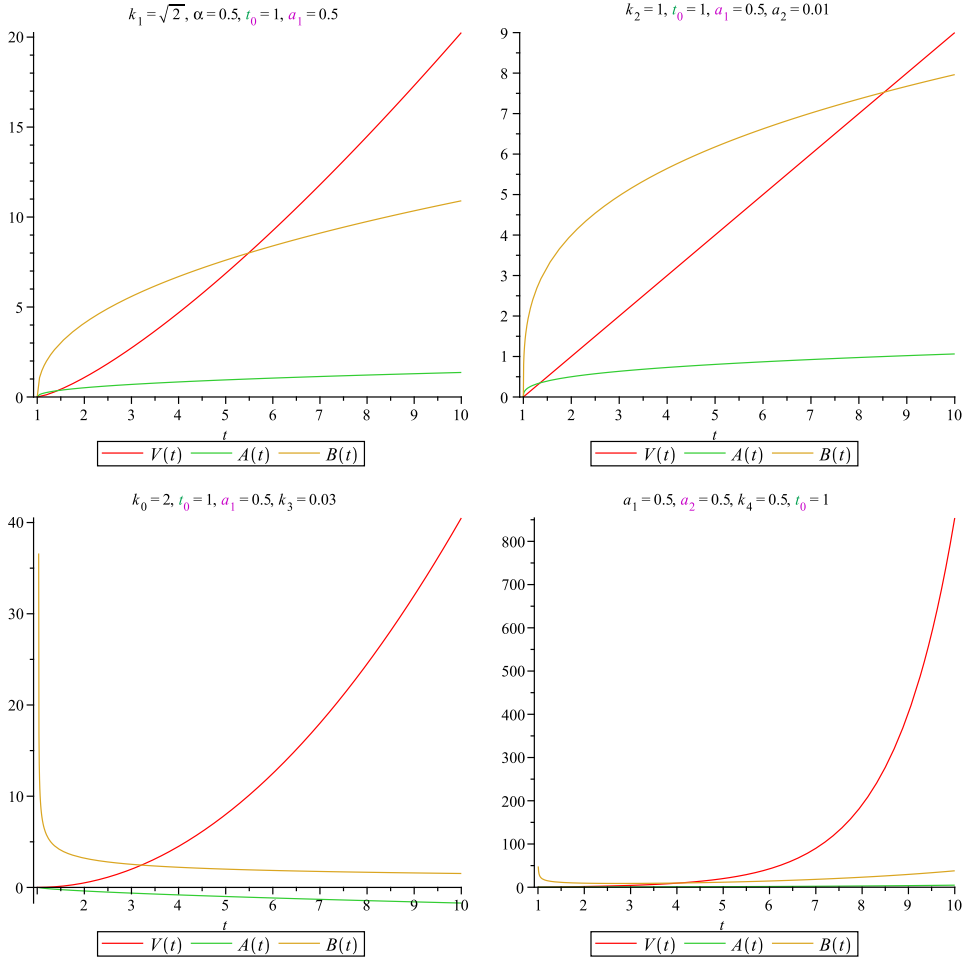 k₁ = √2, α = 0.5, t₀ = 1, a₁ = 0.5
20
15
10
5
0
1 2 3 4 5 6 7 8 9 10
t
V(t) A(t) B(t)
k₂ = 1, t₀ = 1, a₁ = 0.5, a₂ = 0.01
9
8
7
6
5
4
3
2
1
0
1 2 3 4 5 6 7 8 9 10
t
V(t) A(t) B(t)
k₀ = 2, t₀ = 1, a₁ = 0.5, k₃ = 0.03
40
30
20
10
0
2 3 4 5 6 7 8 9 10
t
V(t) A(t) B(t)
a₁ = 0.5, a₂ = 0.5, k₄ = 0.5, t₀ = 1
800
700
600
500
400
300
200
100
0
1 2 3 4 5 6 7 8 9 10
t
V(t) A(t) B(t)